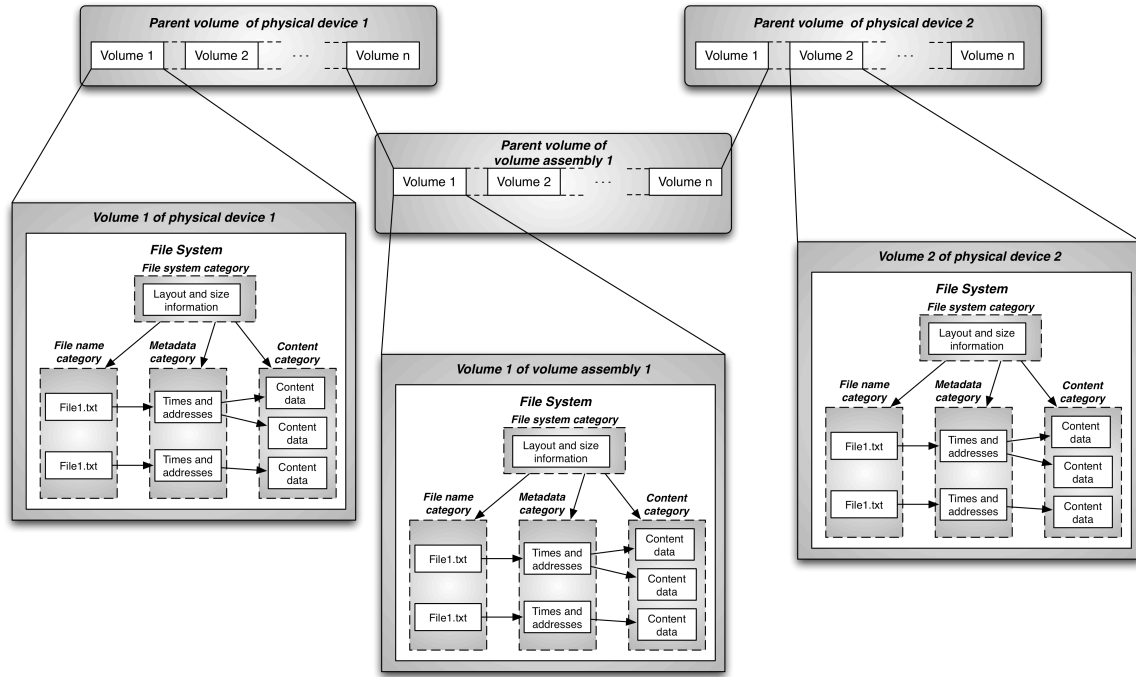 Parent volume of physical device 1
Volume 1
Volume 2
...
Volume n
Parent volume of physical device 2
Volume 1
Volume 2
...
Volume n
Parent volume of
volume assembly 1
Volume 1
Volume 2
...
Volume n
Volume 1 of physical device 1
File System
File system category
Layout and size
information
File name
category
Metadata
category
Content
category
File1.txt
Times and
addresses
Content
data
Content
data
File1.txt
Times and
addresses
Content
data
Volume 1 of volume assembly 1
File System
File system category
Layout and size
information
File name
category
Metadata
category
Content
category
File1.txt
Times and
addresses
Content
data
Content
data
File1.txt
Times and
addresses
Content
data
Volume 2 of physical device 2
File System
File system category
Layout and size
information
File name
category
Metadata
category
Content
category
File1.txt
Times and
addresses
Content
data
Content
data
File1.txt
Times and
addresses
Content
data